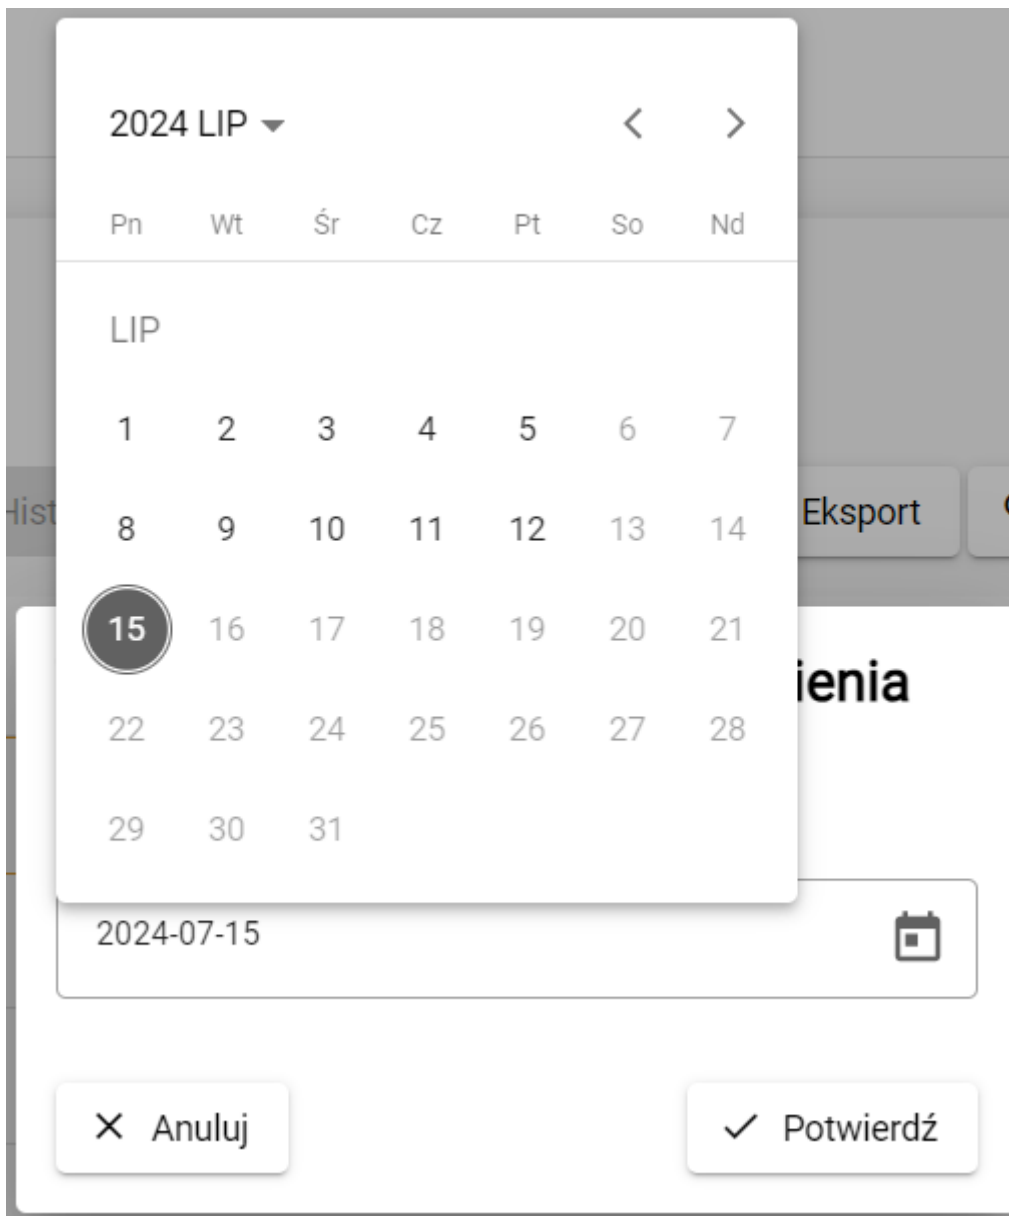 2024 LIP
Pn Wt Śr Cz Pt So Nd
LIP
1 2 3 4 5 6 7
8 9 10 11 12 13 14
Hist
Eksport
15 16 17 18 19 20 21
ienia
22 23 24 25 26 27 28
29 30 31
2024-07-15
Anuluj
Potwierdź